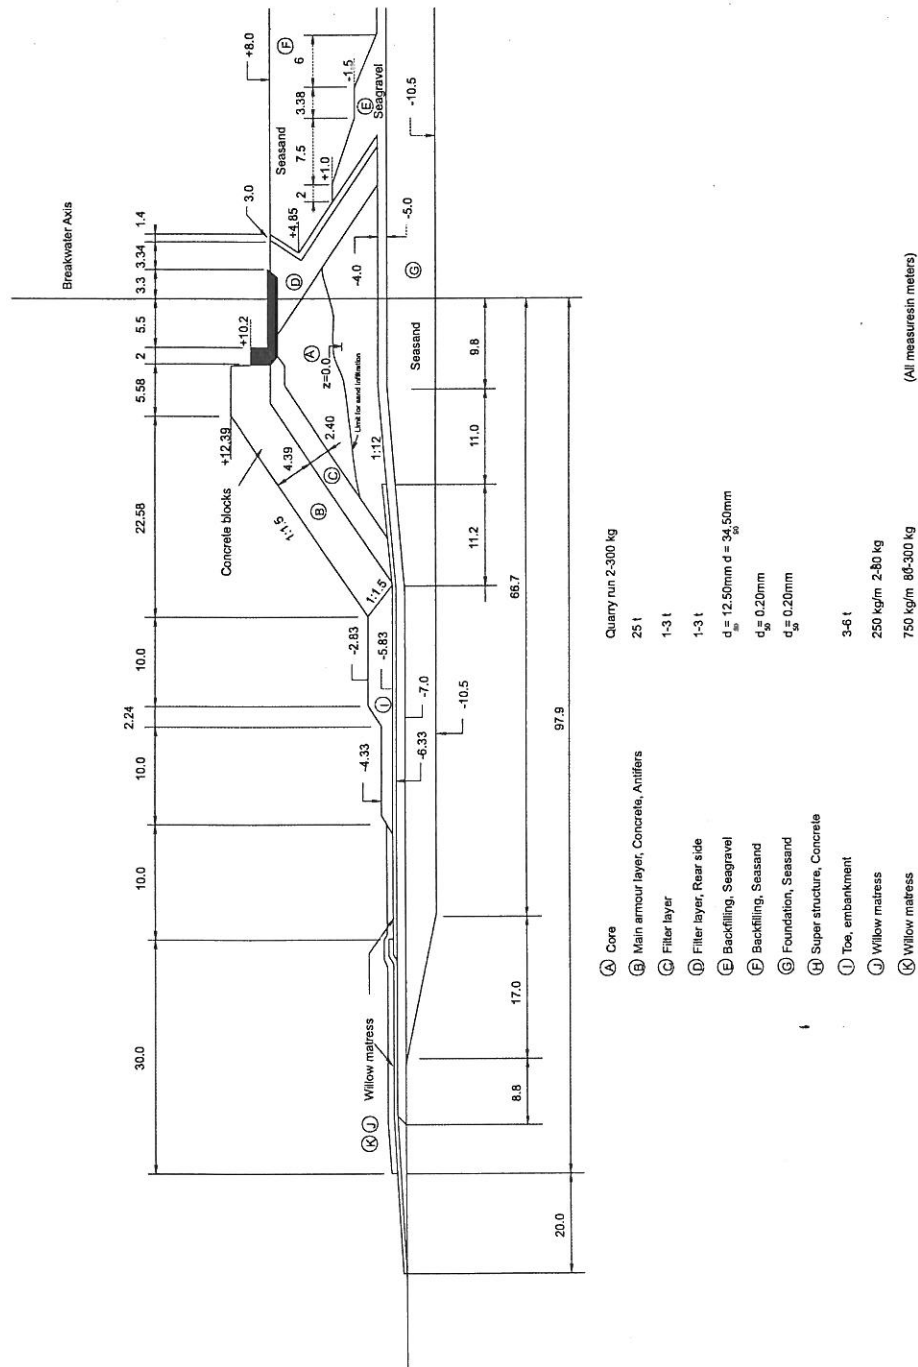 Breakwater Axis
30.0
10.0
10.0
2.24
10.0
22.58
5.58
2
5.5
3.3
3.34
1.4
3.0
+8.0
+12.39
+10.2
Concrete blocks
1:1.5
4.39
2.40
B
C
A
z=0.0
Limit for sand infiltration
D
+4.85
Seasand
F
2
7.5
3.38
6
+1.0
-1.5
E
Seagravel
K J
Willow matress
-4.33
-2.83
I
-5.83
1:1.5
1:12
-4.0
-5.0
-6.33
-7.0
-10.5
Seasand
G
-10.5
11.2
11.0
9.8
8.8
17.0
66.7
20.0
97.9
A Core Quarry run 2-300 kg
B Main armour layer, Concrete, Antifers 25 t
C Filter layer 1-3 t
D Filter layer, Rear side 1-3 t
E Backfilling, Seagravel d = 12.50mm d = 34.50mm
F Backfilling, Seasand d50 = 0.20mm
G Foundation, Seasand d50 = 0.20mm
H Super structure, Concrete
I Toe, embankment 3-6 t
J Willow matress 250 kg/m 2-80 kg
K Willow matress 750 kg/m 80-300 kg
(All measuresin meters)